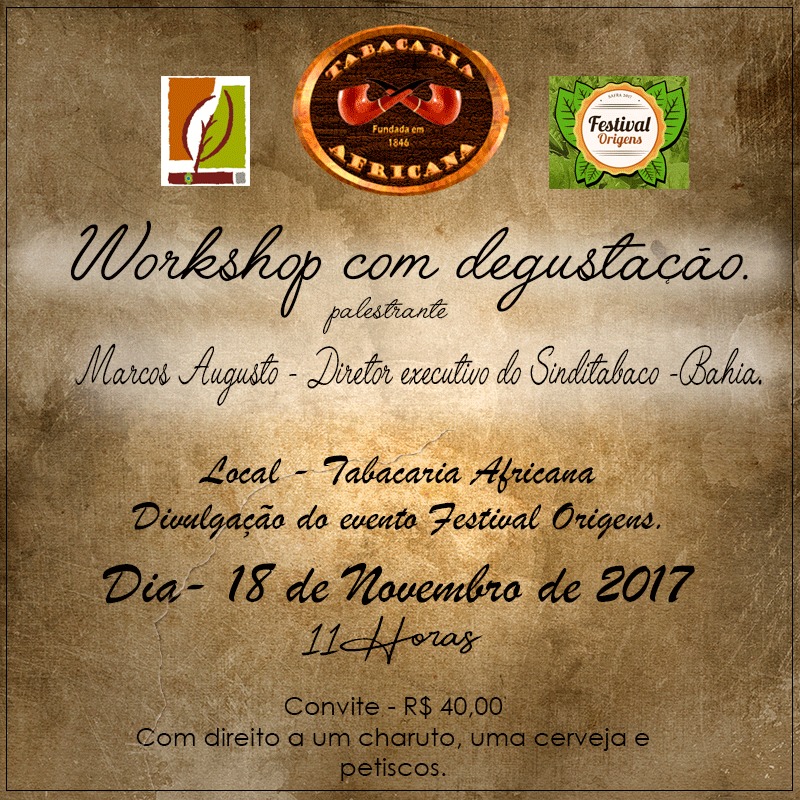 TABACARIA
Fundada em
1846
AFRICANA
SAFRA 2017
Festival
Origens
Workshop com degustação.
palestrante
Marcos Augusto - Diretor executivo do Sinditabaco -Bahia.
Local - Tabacaria Africana
Divulgação do evento Festival Origens.
Dia- 18 de Novembro de 2017
11Horas
Convite - R$ 40,00
Com direito a um charuto, uma cerveja e
petiscos.